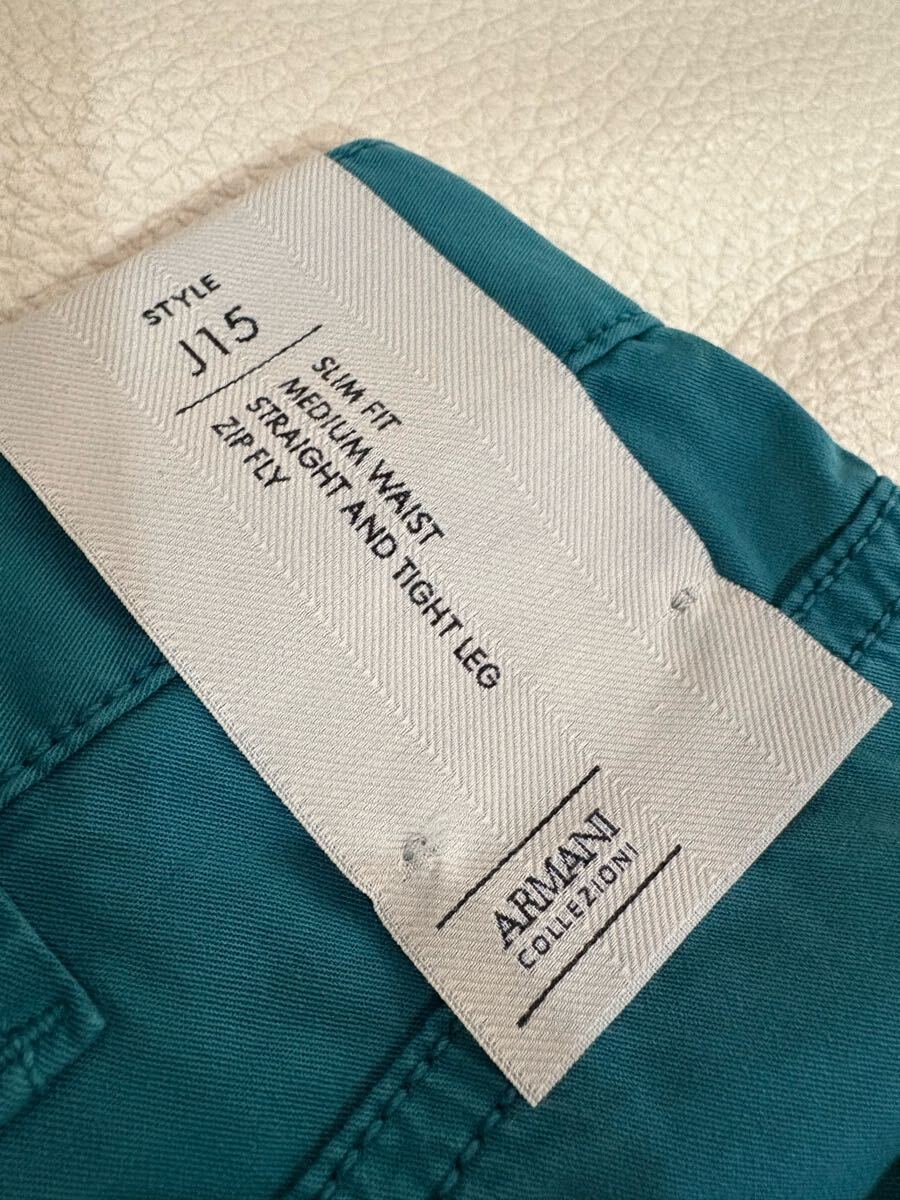 STYLE
J15
SLIM FIT
MEDIUM WAIST
STRAIGHT AND TIGHT LEG
ZIP FLY
ARMANI
COLLEZIONI